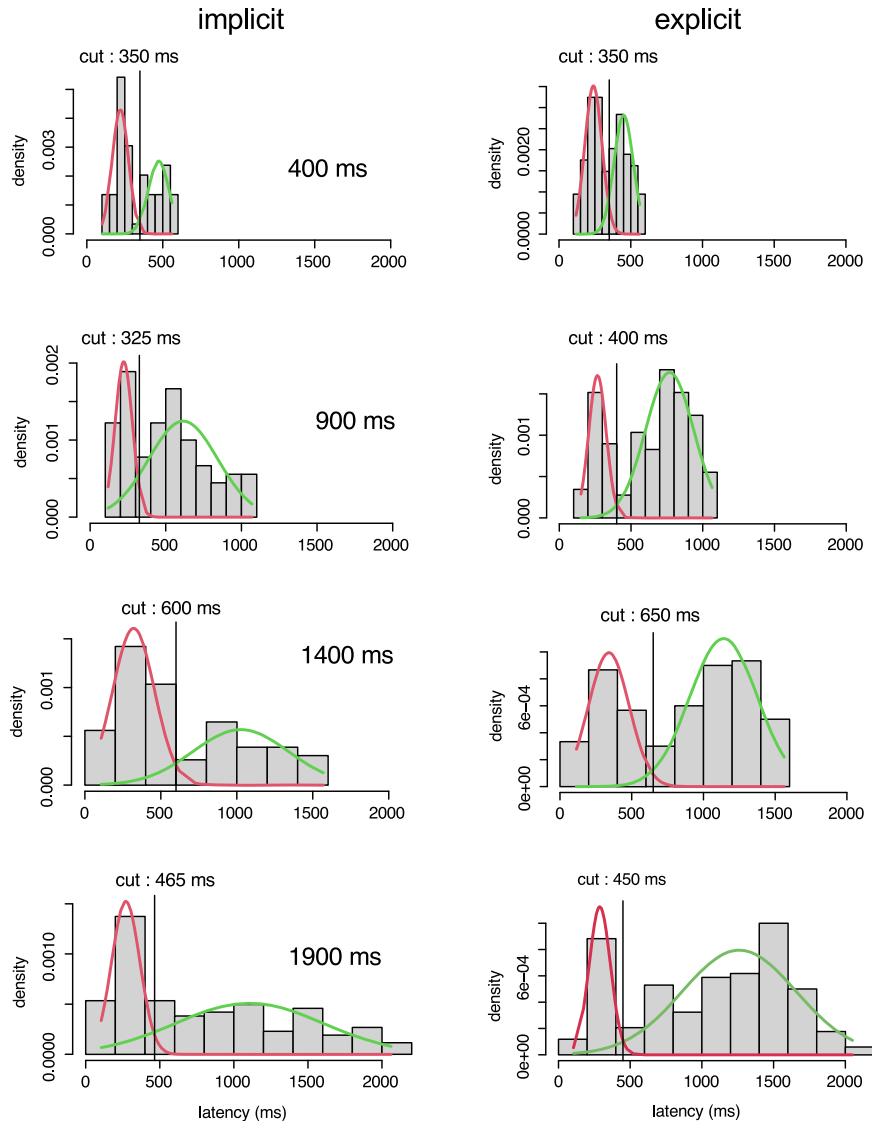 implicit
explicit
cut : 350 ms
cut : 350 ms
density
0.000
0.003
400 ms
0 500 1000 1500 2000
density
0.0000
0.0020
0 500 1000 1500 2000
cut : 325 ms
cut : 400 ms
density
0.000
0.001
0.002
900 ms
0 500 1000 1500 2000
density
0.000
0.001
0 500 1000 1500 2000
cut : 600 ms
cut : 650 ms
density
0.000
0.001
1400 ms
0 500 1000 1500 2000
density
0e+00
6e−04
0 500 1000 1500 2000
cut : 465 ms
cut : 450 ms
density
0.0000
0.0010
1900 ms
0 500 1000 1500 2000
latency (ms)
density
0e+00
6e−04
0 500 1000 1500 2000
latency (ms)